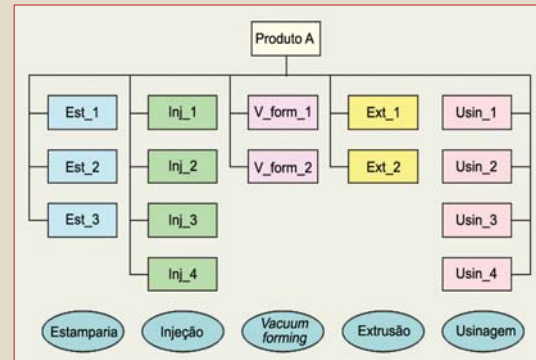 Produto A
Est_1
Inj_1
V_form_1
Ext_1
Usin_1
Est_2
Inj_2
V_form_2
Ext_2
Usin_2
Est_3
Inj_3
Usin_3
Inj_4
Usin_4
Estamparia
Injeção
Vacuum
forming
Extrusão
Usinagem